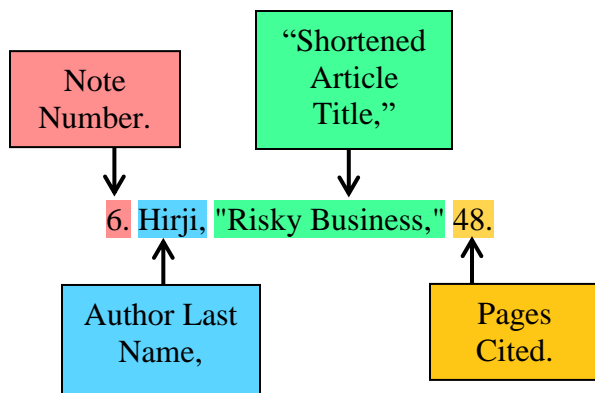 “Shortened
Article
Title,”
Note
Number.
6. Hirji, "Risky Business," 48.
Author Last
Name,
Pages
Cited.